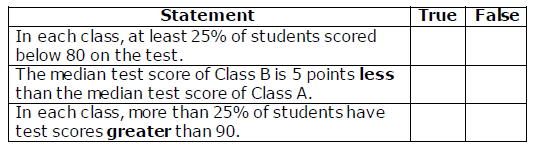 Statement True False
In each class, at least 25% of students scored
below 80 on the test.
The median test score of Class B is 5 points less
than the median test score of Class A.
In each class, more than 25% of students have
test scores greater than 90.